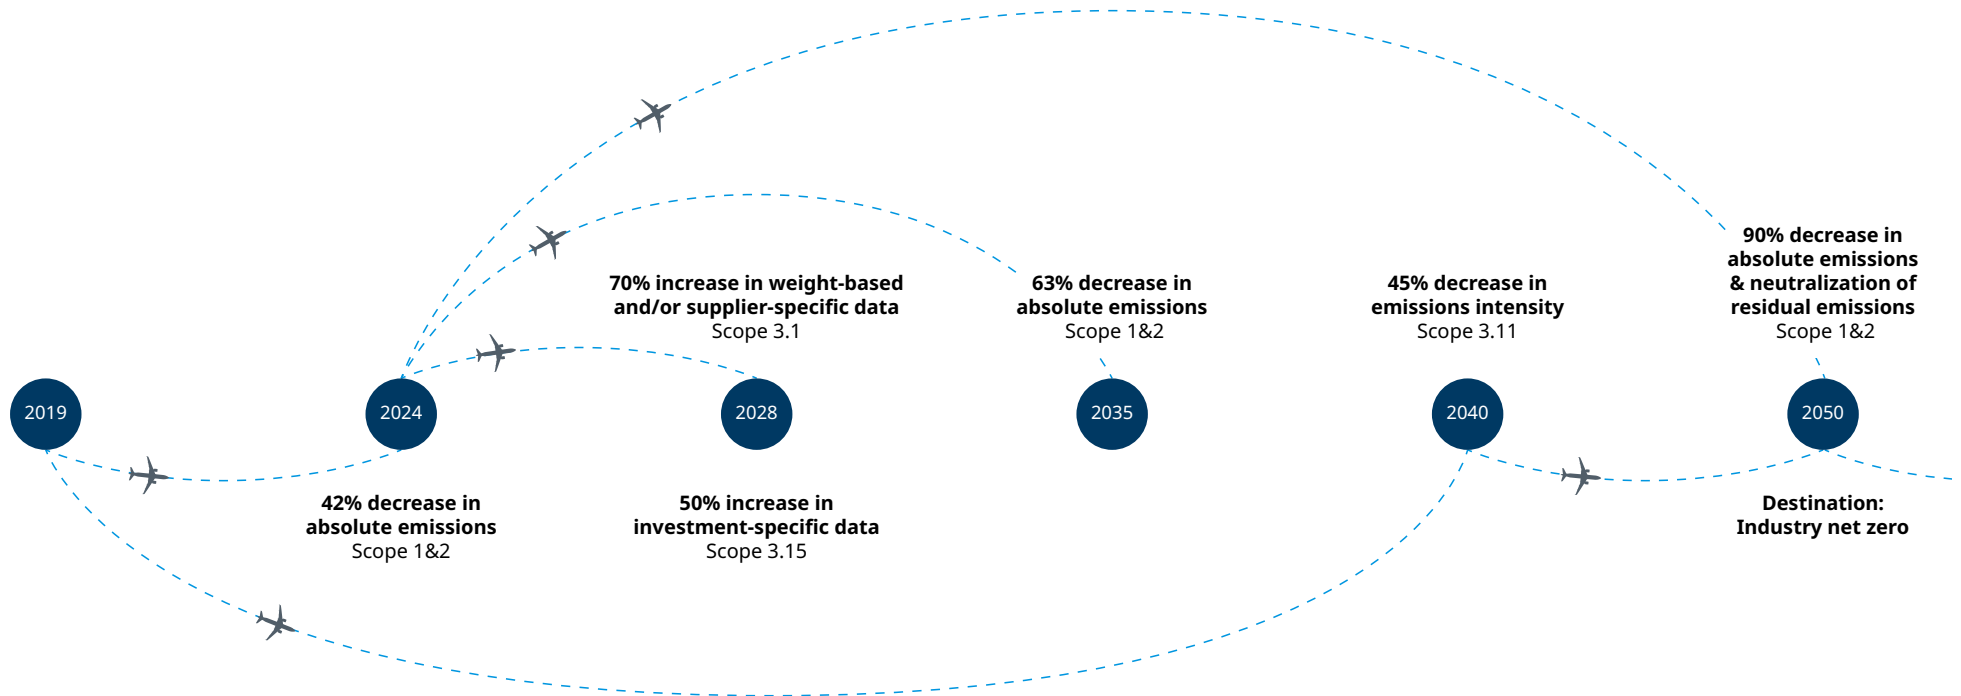 70% increase in weight-based
and/or supplier-specific data
Scope 3.1
63% decrease in
absolute emissions
Scope 1&2
45% decrease in
emissions intensity
Scope 3.11
90% decrease in
absolute emissions
& neutralization of
residual emissions
Scope 1&2
2019
2024
2028
2035
2040
2050
42% decrease in
absolute emissions
Scope 1&2
50% increase in
investment-specific data
Scope 3.15
Destination:
Industry net zero